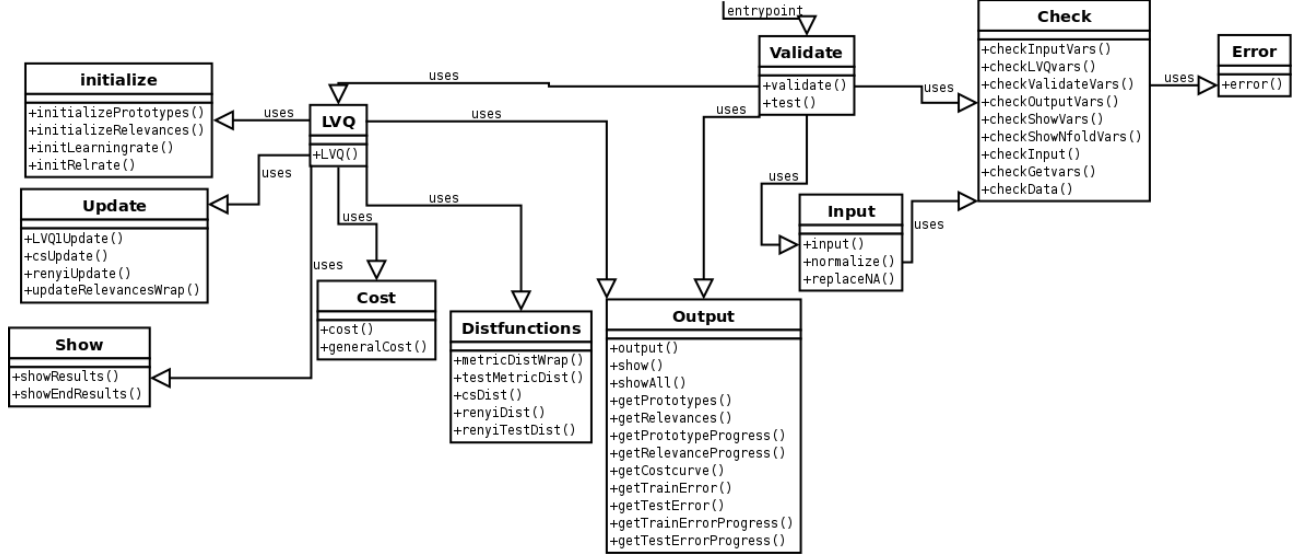 entrypoint
Validate
+validate()
+test()
uses
uses
uses
uses
Check
+checkInputVars()
+checkLVQvars()
+checkValidateVars()
+checkOutputVars()
+checkShowVars()
+checkShowNfoldVars()
+checkInput()
+checkGetvars()
+checkData()
uses
Error
+error()
initialize
+initializePrototypes()
+initializeRelevances()
+initLearningrate()
+initRelrate()
uses
LVQ
+LVQ()
uses
uses
uses
uses
uses
Update
+LVQ1Update()
+csUpdate()
+renyiUpdate()
+updateRelevancesWrap()
Input
+input()
+normalize()
+replaceNA()
uses
Show
+showResults()
+showEndResults()
Cost
+cost()
+generalCost()
Distfunctions
+metricDistWrap()
+testMetricDist()
+csDist()
+renyiDist()
+renyiTestDist()
Output
+output()
+show()
+showAll()
+getPrototypes()
+getRelevances()
+getPrototypeProgress()
+getRelevanceProgress()
+getCostcurve()
+getTrainError()
+getTestError()
+getTrainErrorProgress()
+getTestErrorProgress()